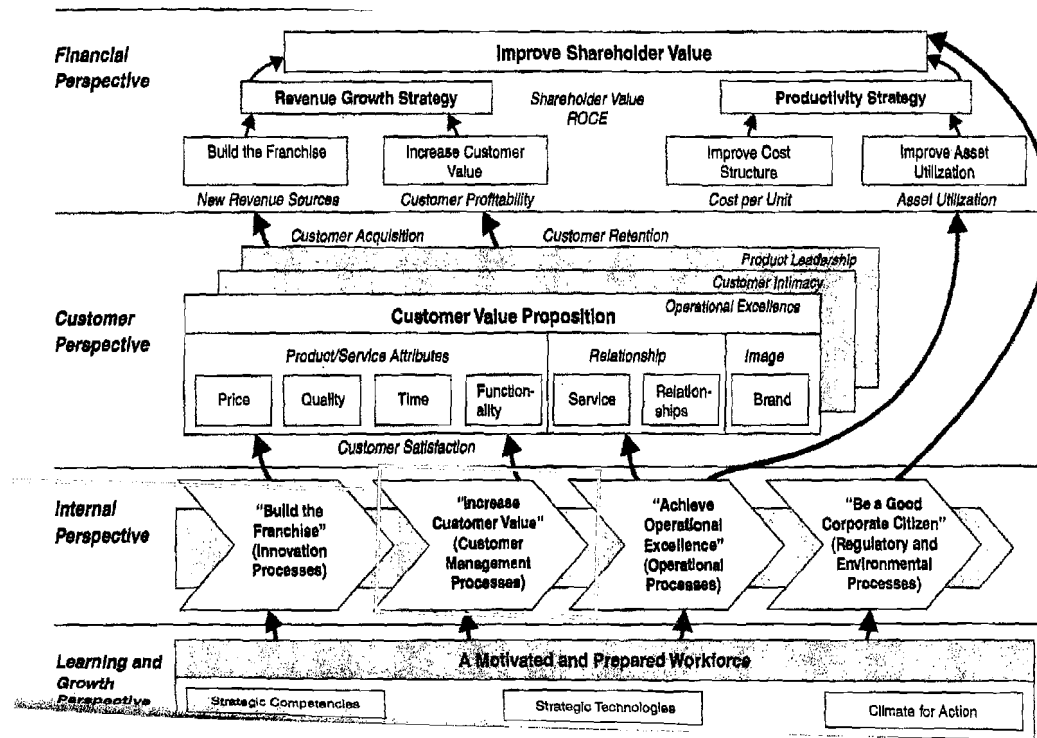 Financial
Perspective
Improve Shareholder Value
Revenue Growth Strategy
Shareholder Value
ROCE
Productivity Strategy
Build the Franchise
Increase Customer
Value
Improve Cost
Structure
Improve Asset
Utilization
New Revenue Sources
Customer Profitability
Cost per Unit
Asset Utilization
Customer Acquisition
Customer Retention
Product Leadership
Customer Intimacy
Operational Excellence
Customer
Perspective
Customer Value Proposition
Product/Service Attributes
Relationship
Image
Price
Quality
Time
Function-
ality
Service
Relation-
ships
Brand
Customer Satisfaction
Internal
Perspective
"Build the
Franchise"
(Innovation
Processes)
"Increase
Customer Value"
(Customer
Management
Processes)
"Achieve
Operational
Excellence"
(Operational
Processes)
"Be a Good
Corporate Citizen"
(Regulatory and
Environmental
Processes)
Learning and
Growth
Perspective
A Motivated and Prepared Workforce
Strategic Competencies
Strategic Technologies
Climate for Action